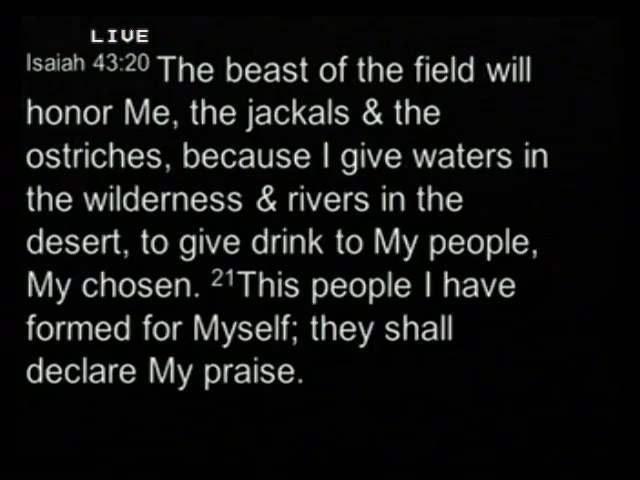 LIVE
Isaiah 43:20 The beast of the field will
honor Me, the jackals & the
ostriches, because I give waters in
the wilderness & rivers in the
desert, to give drink to My people,
My chosen. 21This people I have
formed for Myself; they shall
declare My praise.